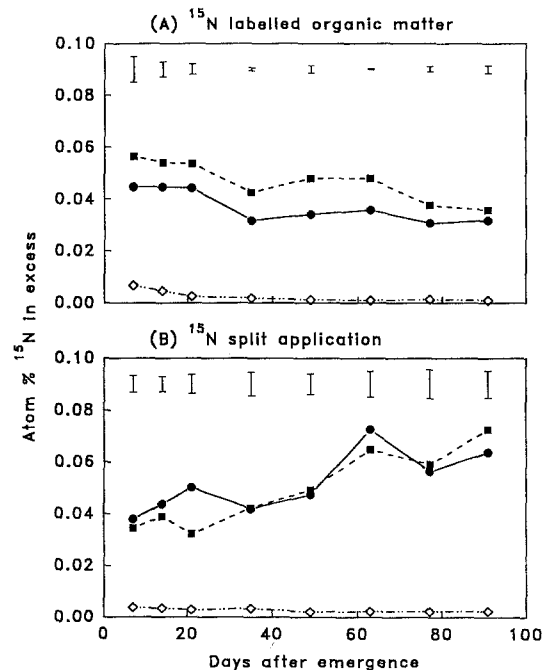 (A) ¹⁵N labelled organic matter
0.10
0.08
0.06
0.04
0.02
0.00
Atom % ¹⁵N in excess
(B) ¹⁵N split application
0.10
0.08
0.06
0.04
0.02
0.00
0 20 40 60 80 100
Days after emergence